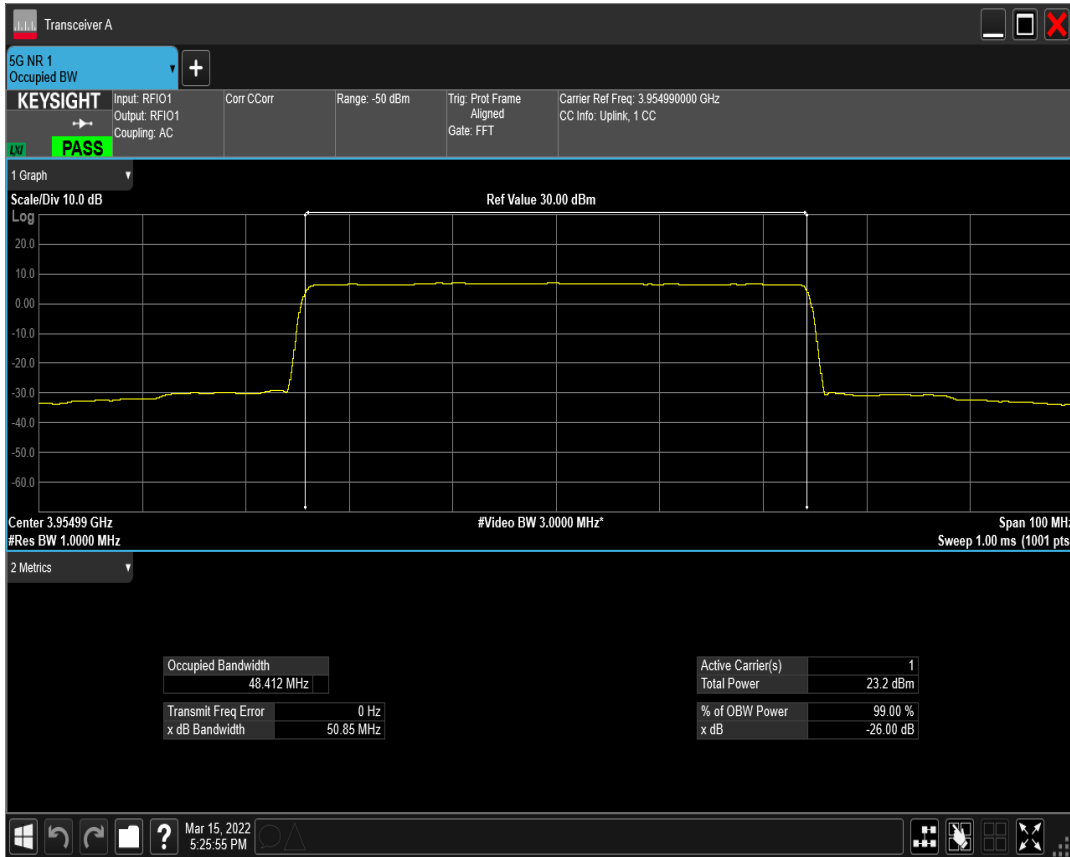 Transceiver A
5G NR 1
Occupied BW
KEYSIGHT
LXI
PASS
Input: RFIO1
Output: RFIO1
Coupling: AC
Corr CCorr
Range: -50 dBm
Trig: Prot Frame
Aligned
Gate: FFT
Carrier Ref Freq: 3.954990000 GHz
CC Info: Uplink, 1 CC
1 Graph
Scale/Div 10.0 dB
Ref Value 30.00 dBm
Log
20.0
10.0
0.00
-10.0
-20.0
-30.0
-40.0
-50.0
-60.0
Center 3.95499 GHz
#Video BW 3.0000 MHz*
Span 100 MHz
#Res BW 1.0000 MHz
Sweep 1.00 ms (1001 pts
2 Metrics
Occupied Bandwidth
48.412 MHz
Transmit Freq Error 0 Hz
x dB Bandwidth 50.85 MHz
Active Carrier(s) 1
Total Power 23.2 dBm
% of OBW Power 99.00 %
x dB -26.00 dB
?
Mar 15, 2022
5:25:55 PM